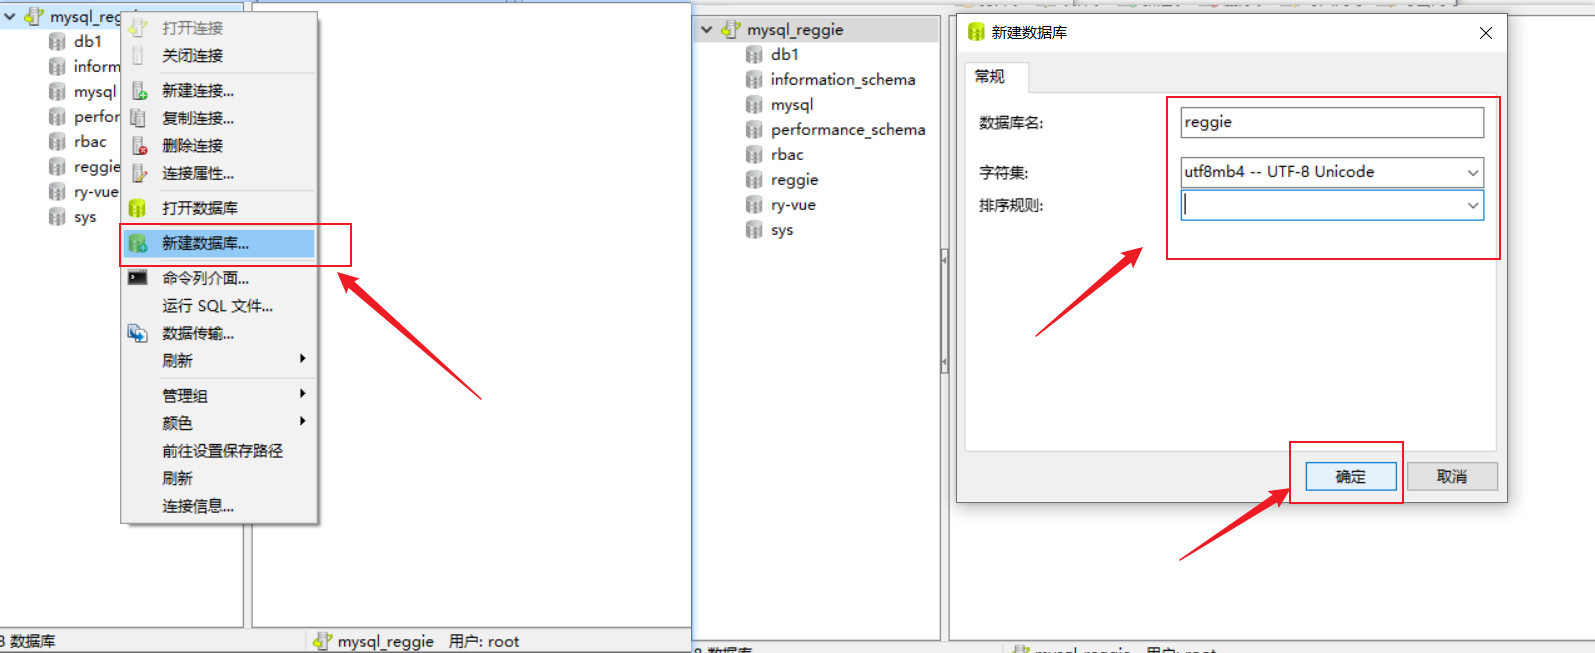 mysql_reg
db1
inform
mysql
perfor
rbac
reggie
ry-vue
sys
打开连接
关闭连接
新建连接...
复制连接...
删除连接
连接属性...
打开数据库
新建数据库...
命令列介面...
运行 SQL 文件...
数据传输...
刷新
管理组
颜色
前往设置保存路径
刷新
连接信息...
8 数据库
mysql_reggie 用户: root
mysql_reggie
db1
information_schema
mysql
performance_schema
rbac
reggie
ry-vue
sys
新建数据库
常规
数据库名:
reggie
字符集:
utf8mb4 -- UTF-8 Unicode
排序规则:
确定
取消
8 数据库
mysql_reggie 用户: root